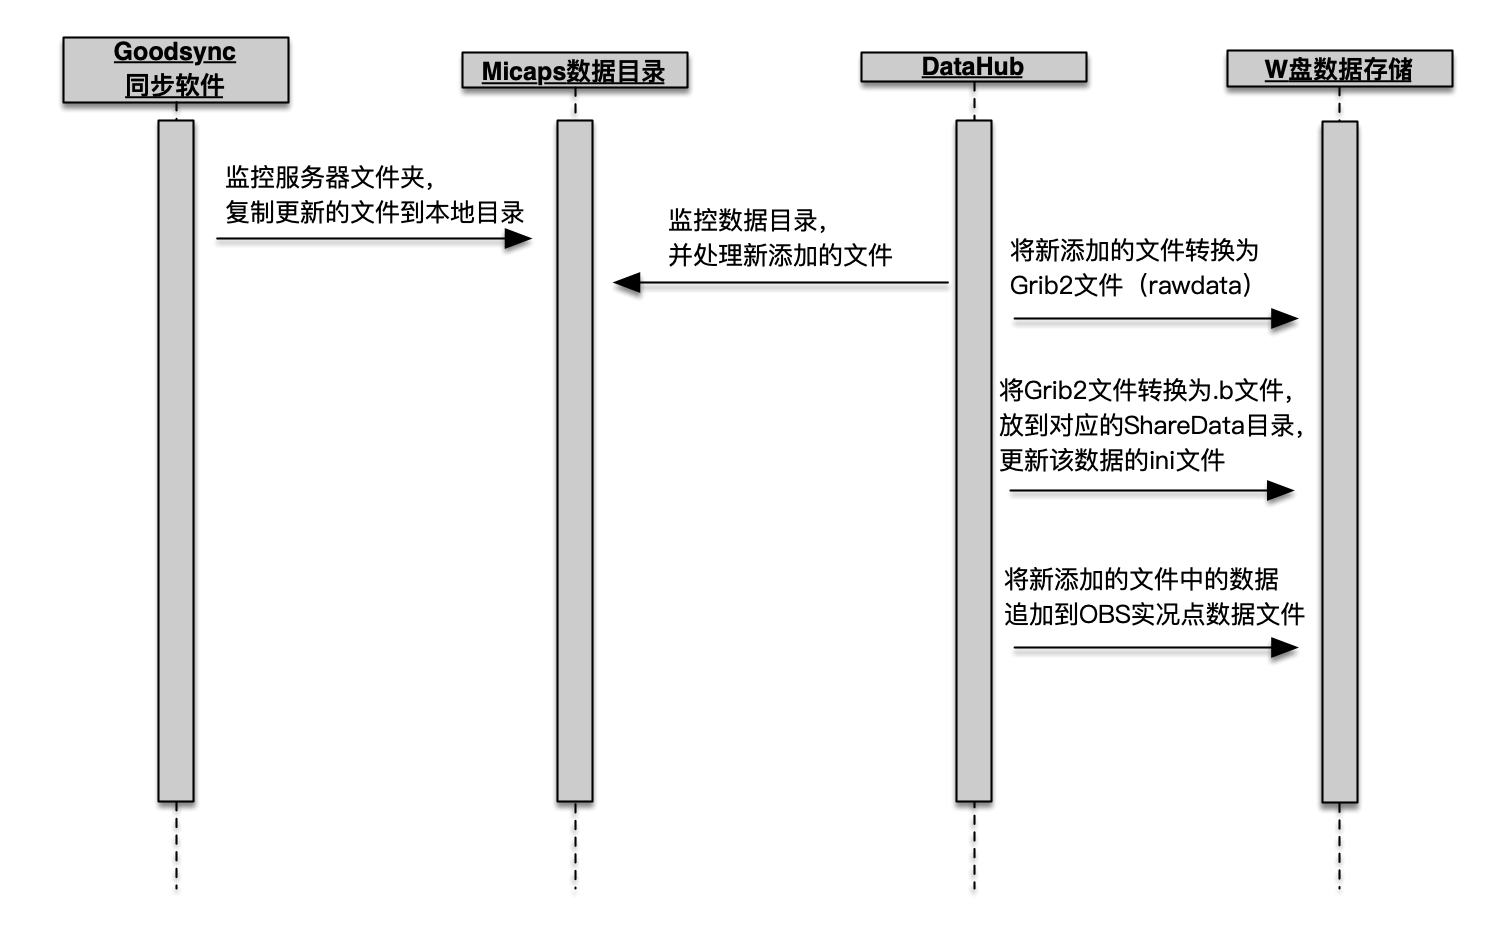 Goodsync
同步软件
Micaps数据目录
DataHub
W盘数据存储
监控服务器文件夹，
复制更新的文件到本地目录
监控数据目录，
并处理新添加的文件
将新添加的文件转换为
Grib2文件（rawdata）
将Grib2文件转换为.b文件，
放到对应的ShareData目录，
更新该数据的ini文件
将新添加的文件中的数据
追加到OBS实况点数据文件